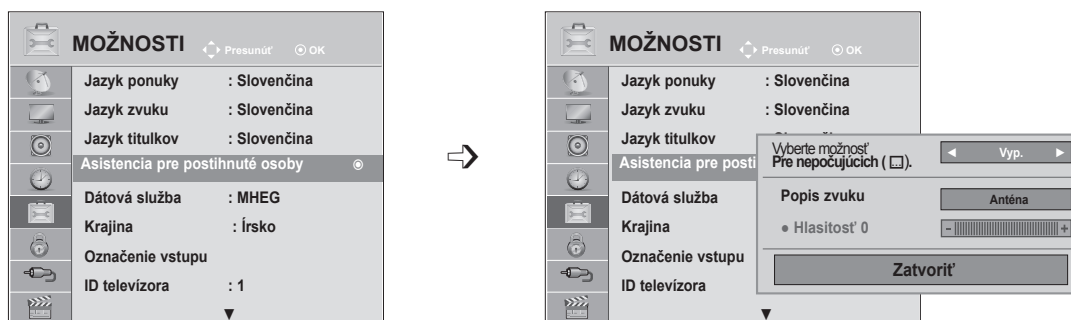 MOŽNOSTI
Presunúť OK
Jazyk ponuky : Slovenčina
Jazyk zvuku : Slovenčina
Jazyk titulkov : Slovenčina
Asistencia pre postihnuté osoby
Dátová služba : MHEG
Krajina : Írsko
Označenie vstupu
ID televízora : 1
MOŽNOSTI
Presunúť OK
Jazyk ponuky : Slovenčina
Jazyk zvuku : Slovenčina
Jazyk titulkov
Asistencia pre posti
Dátová služba
Krajina
Označenie vstupu
ID televízora
Vyberte možnosť
Pre nepočujúcich ( ).
◄ Vyp. ►
Popis zvuku Anténa
● Hlasitosť 0 - +
Zatvoriť